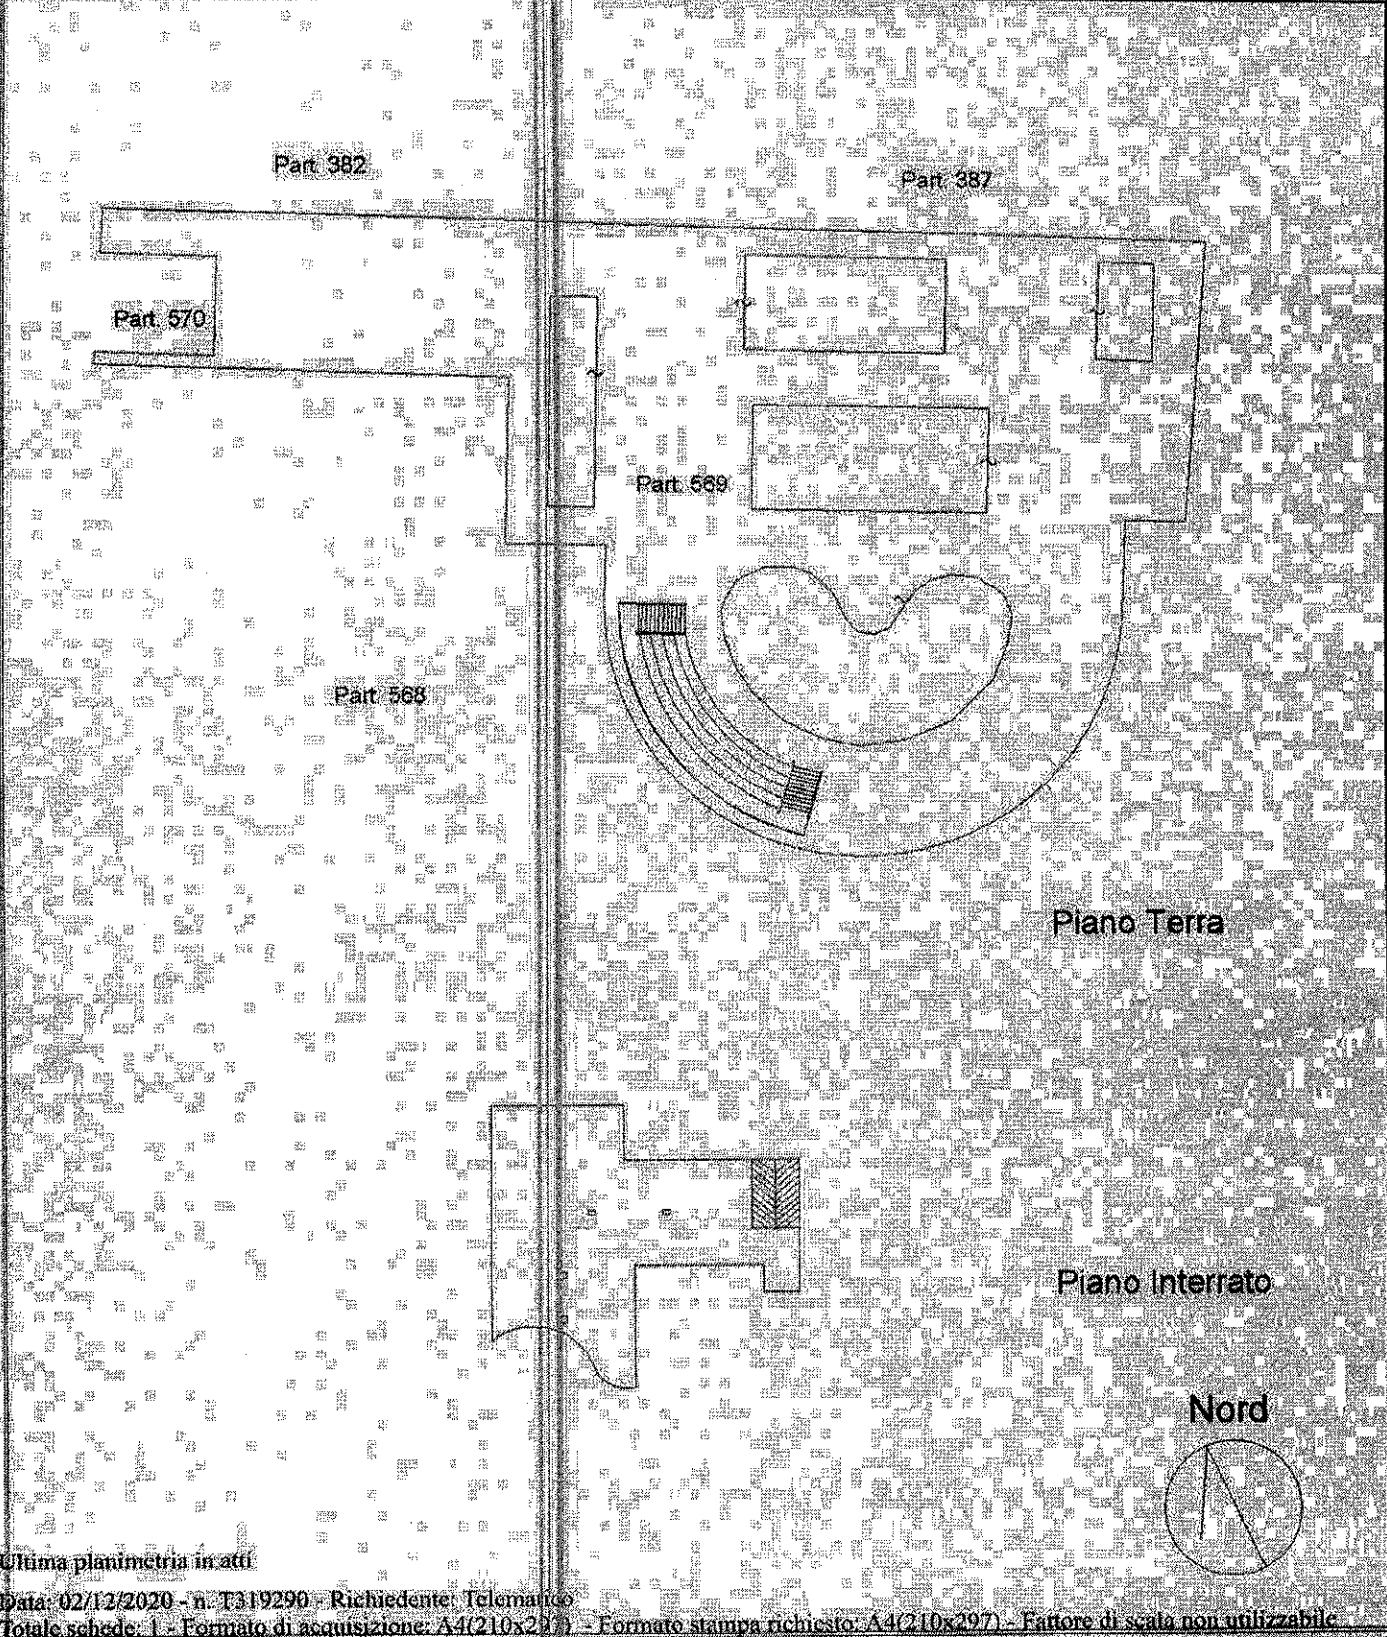 Part. 382
Part. 387
Part. 570
Part. 569
Part. 568
Piano Terra
Piano Interrato
Nord
Ultima planimetria in atti
Data: 02/12/2020 - n. T319290 - Richiedente: Telematico
Totale schede: 1 - Formato di acquisizione: A4(210x297) - Formato stampa richiesto: A4(210x297) - Fattore di scala non utilizzabile